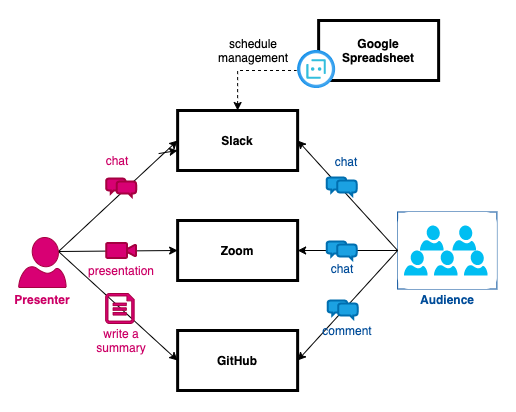 Google
Spreadsheet
schedule
management
Slack
chat
chat
Zoom
presentation
chat
Presenter
Audience
write a
summary
comment
GitHub